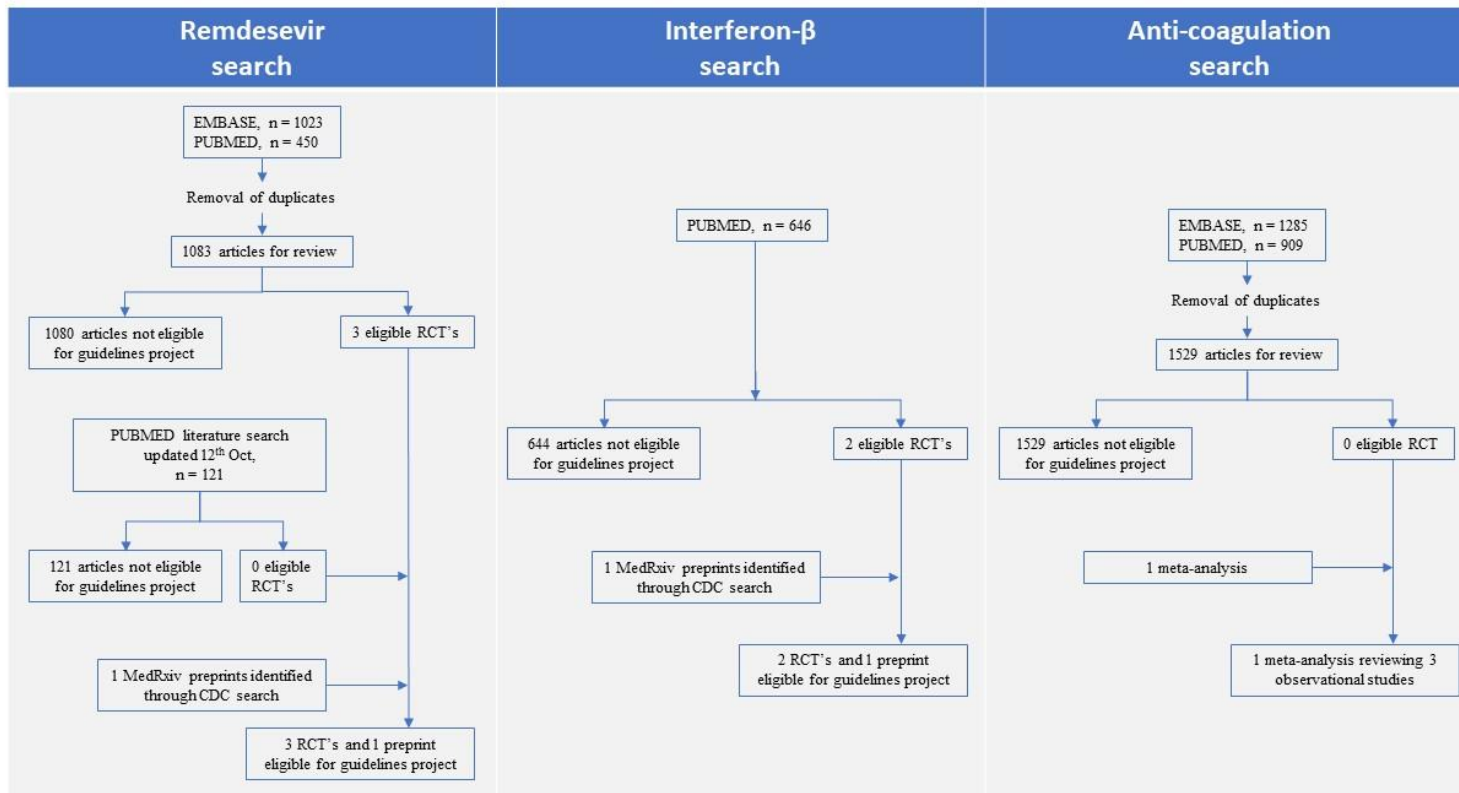 Remdesevir
search
EMBASE, n = 1023
PUBMED, n = 450
Removal of duplicates
1083 articles for review
1080 articles not eligible
for guidelines project
3 eligible RCT's
PUBMED literature search
updated 12th Oct,
n = 121
121 articles not eligible
for guidelines project
0 eligible
RCT's
1 MedRxiv preprints identified
through CDC search
3 RCT's and 1 preprint
eligible for guidelines project
Interferon-β
search
PUBMED, n = 646
644 articles not eligible
for guidelines project
2 eligible RCT's
1 MedRxiv preprints identified
through CDC search
2 RCT's and 1 preprint
eligible for guidelines project
Anti-coagulation
search
EMBASE, n = 1285
PUBMED, n = 909
Removal of duplicates
1529 articles for review
1529 articles not eligible
for guidelines project
0 eligible RCT
1 meta-analysis
1 meta-analysis reviewing 3
observational studies